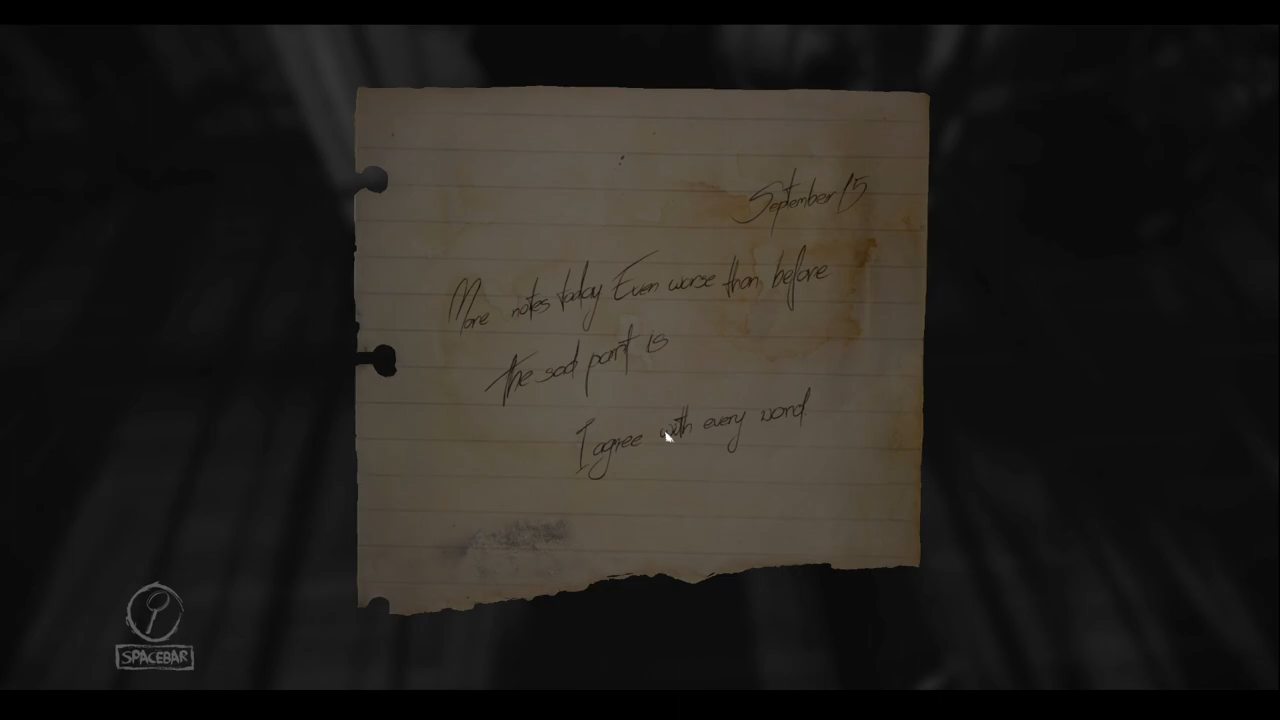 September 15
More notes today Even worse than before
the sad part is
I agree with every word.
SPACEBAR